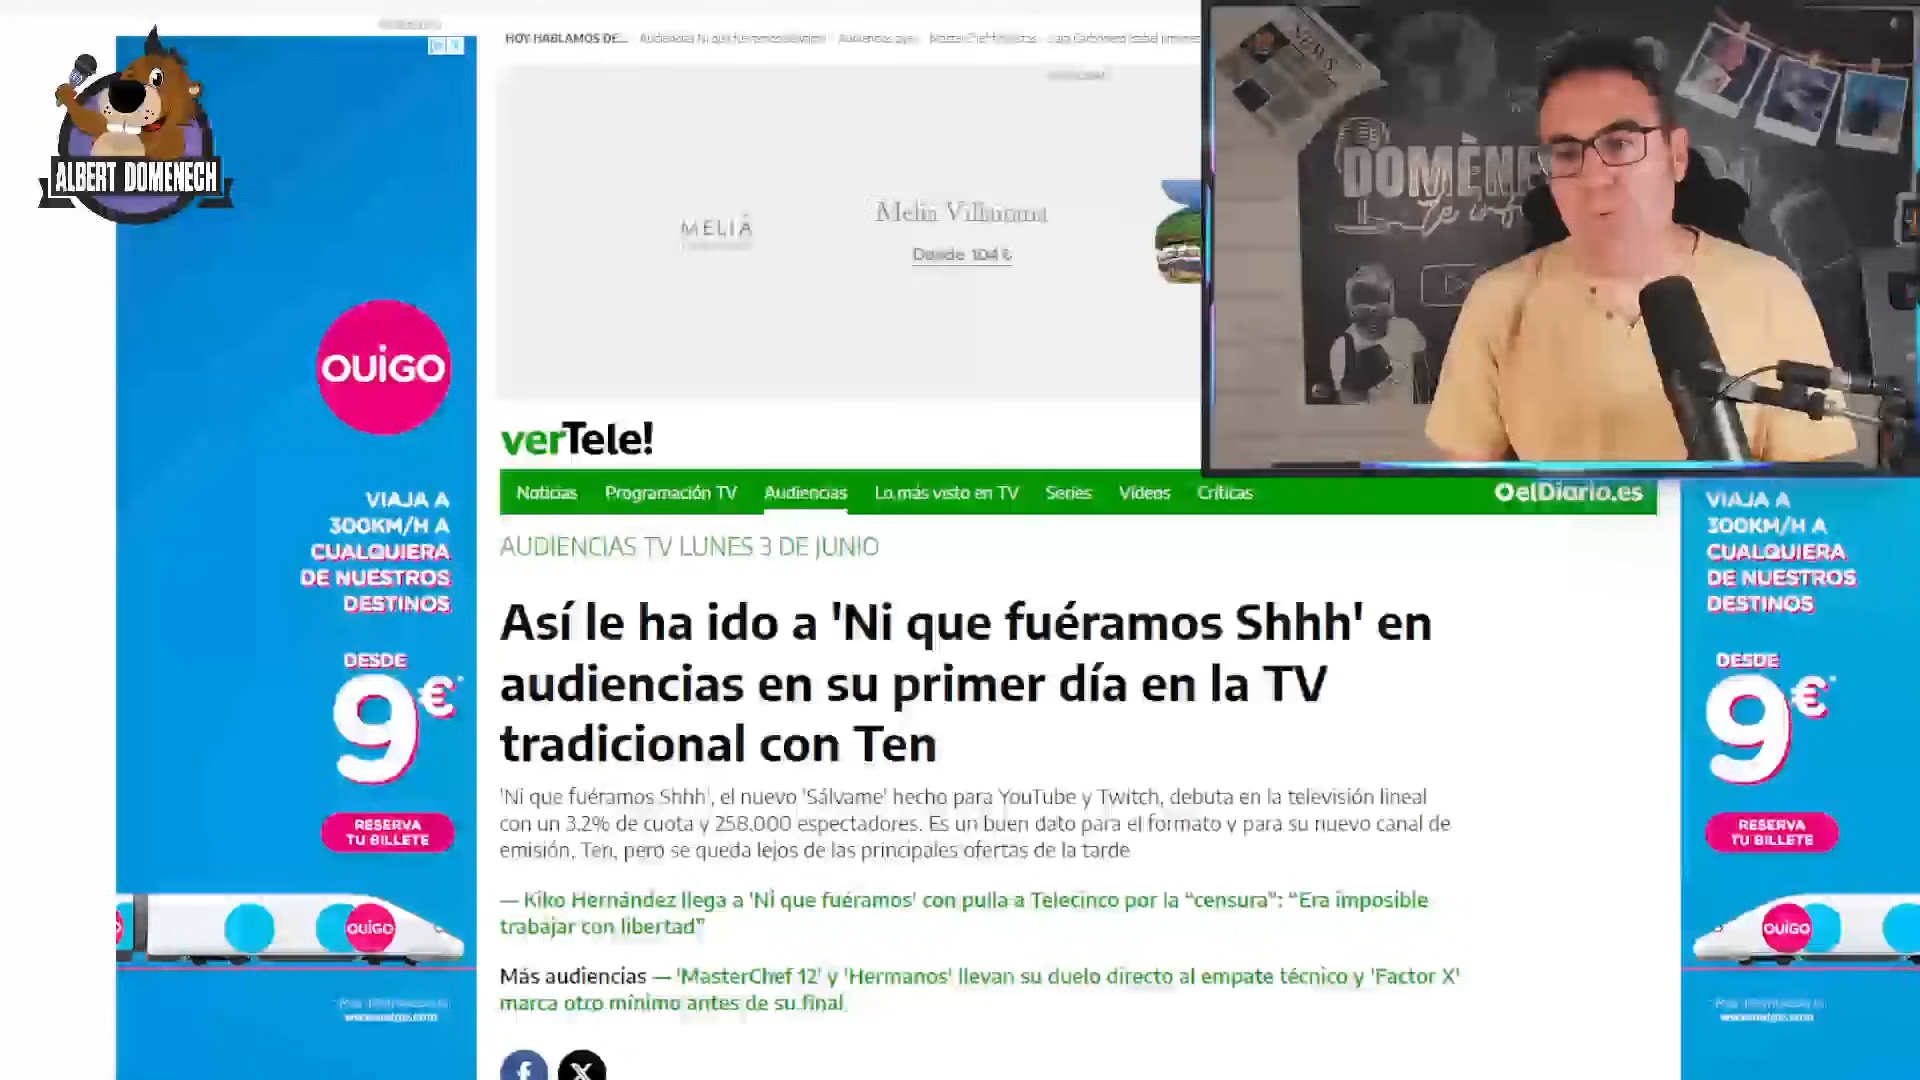 ALBERT DOMENECH
HOY HABLAMOS DE...
MELIÁ
Desde 104 €
DOMÈNE
OUIGO
VIAJA A
300KM/H A
CUALQUIERA
DE NUESTROS
DESTINOS
DESDE
9€*
RESERVA
TU BILLETE
OUIGO
verTele!
Noticias Programación TV Audiencias Lo más visto en TV Series Vídeos Críticas OelDiario.es
AUDIENCIAS TV LUNES 3 DE JUNIO
Así le ha ido a 'Ni que fuéramos Shhh' en
audiencias en su primer día en la TV
tradicional con Ten
'Ni que fuéramos Shhh', el nuevo 'Sálvame' hecho para YouTube y Twitch, debuta en la televisión lineal
con un 3.2% de cuota y 258.000 espectadores. Es un buen dato para el formato y para su nuevo canal de
emisión, Ten, pero se queda lejos de las principales ofertas de la tarde
— Kiko Hernández llega a 'Ni que fuéramos' con pulla a Telecinco por la “censura”: “Era imposible
trabajar con libertad”
Más audiencias — 'MasterChef 12' y 'Hermanos' llevan su duelo directo al empate técnico y 'Factor X'
marca otro mínimo antes de su final
VIAJA A
300KM/H A
CUALQUIERA
DE NUESTROS
DESTINOS
DESDE
9€*
RESERVA
TU BILLETE
OUIGO